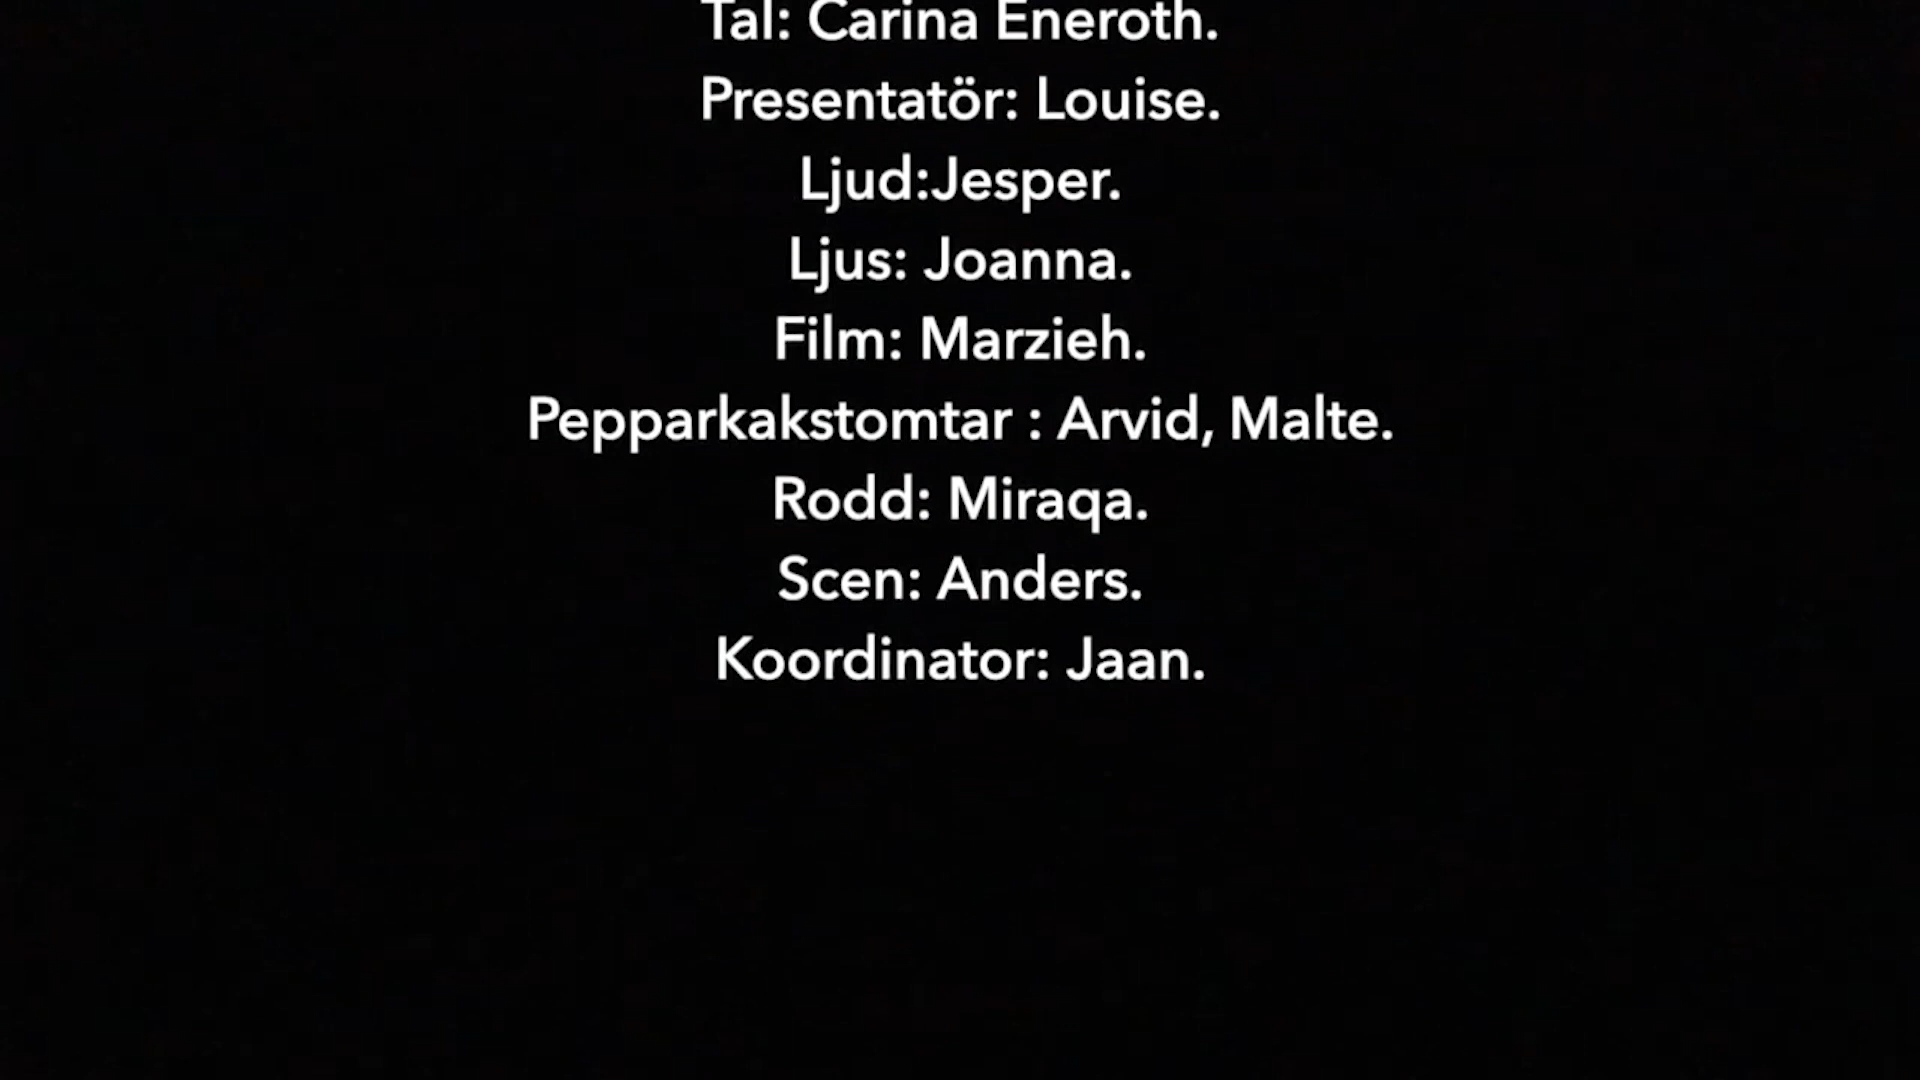 Tal: Carina Eneroth.
Presentatör: Louise.
Ljud:Jesper.
Ljus: Joanna.
Film: Marzieh.
Pepparkakstomtar : Arvid, Malte.
Rodd: Miraqa.
Scen: Anders.
Koordinator: Jaan.